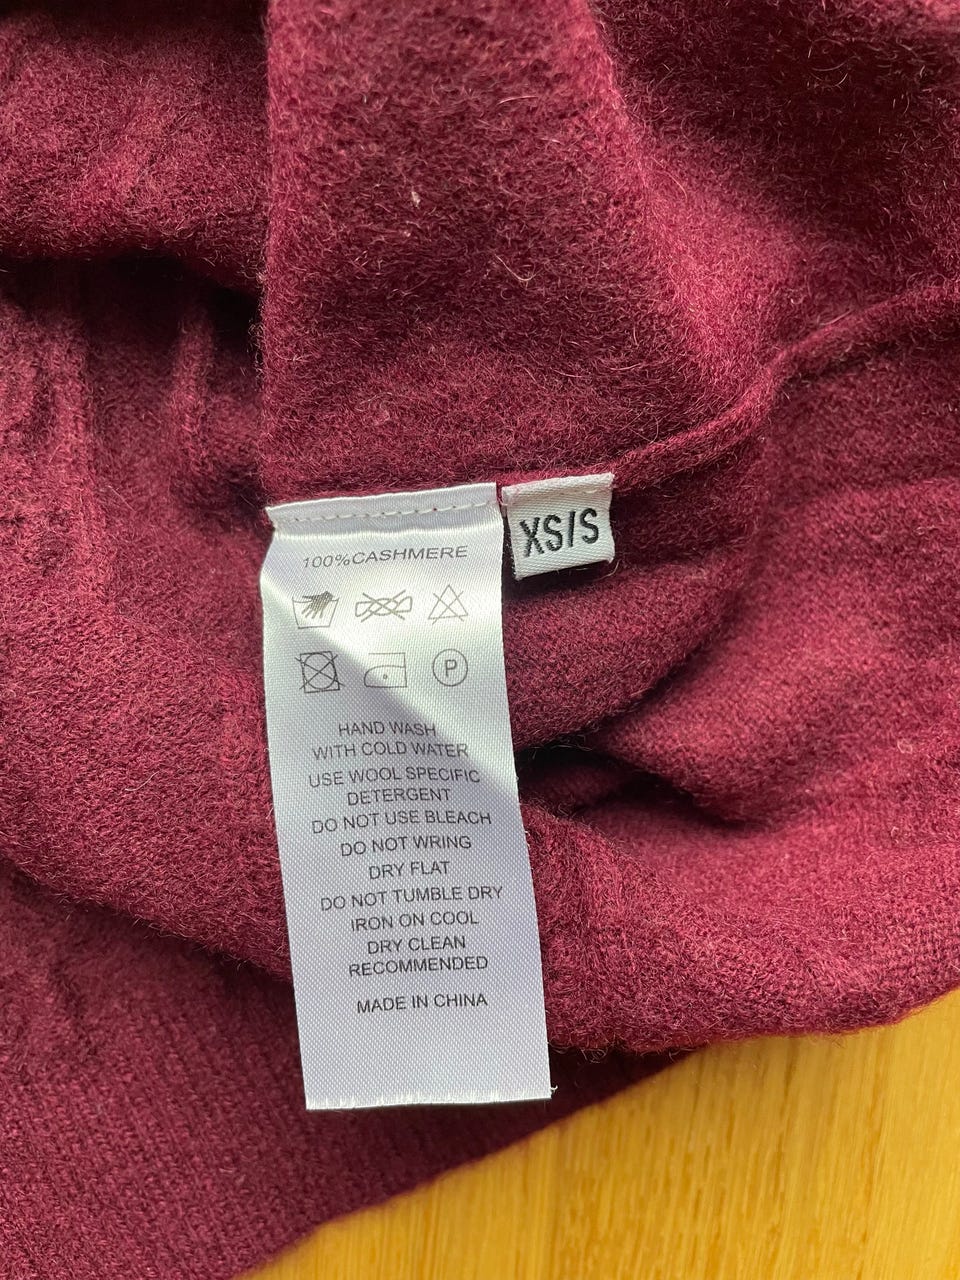 100%CASHMERE
XS/S
P
HAND WASH
WITH COLD WATER
USE WOOL SPECIFIC
DETERGENT
DO NOT USE BLEACH
DO NOT WRING
DRY FLAT
DO NOT TUMBLE DRY
IRON ON COOL
DRY CLEAN
RECOMMENDED
MADE IN CHINA